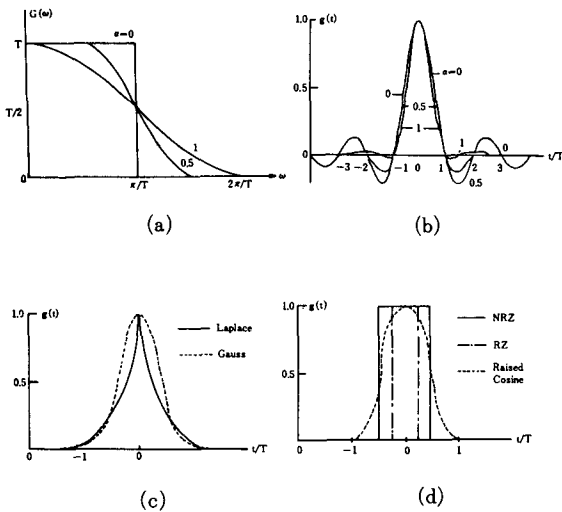 G(ω)
T
T/2
α=0
1
0.5
π/T
2π/T
ω
(a)
g(t)
1.0
0.5
α=0
0
0.5
1
1
0
0.5
-3 -2 -1 0 1 2 3
t/T
(b)
g(t)
1.0
0.5
Laplace
Gauss
0 -1 0 t/T
(c)
g(t)
1.0
0.5
NRZ
RZ
Raised
Cosine
0 -1 0 1 t/T
(d)